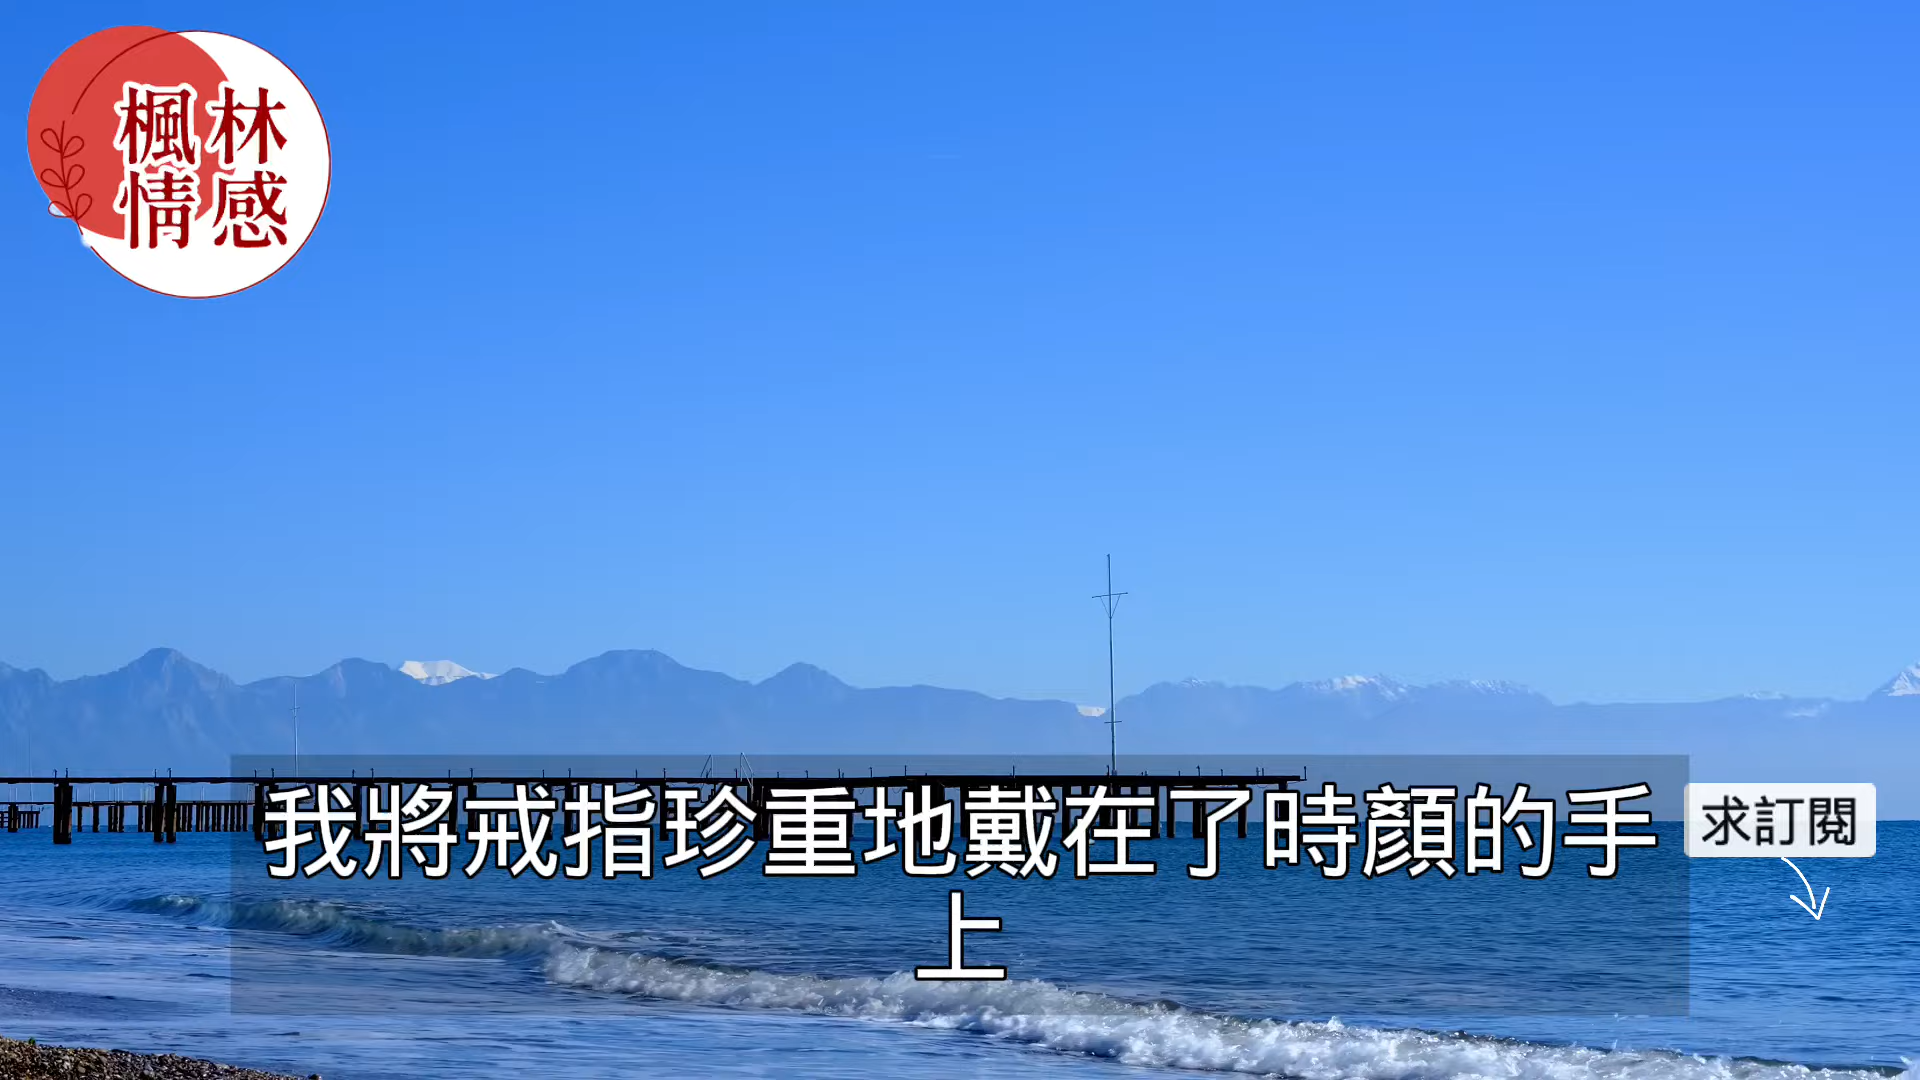 楓林
情感
我將戒指珍重地戴在了時顏的手
上
求訂閱